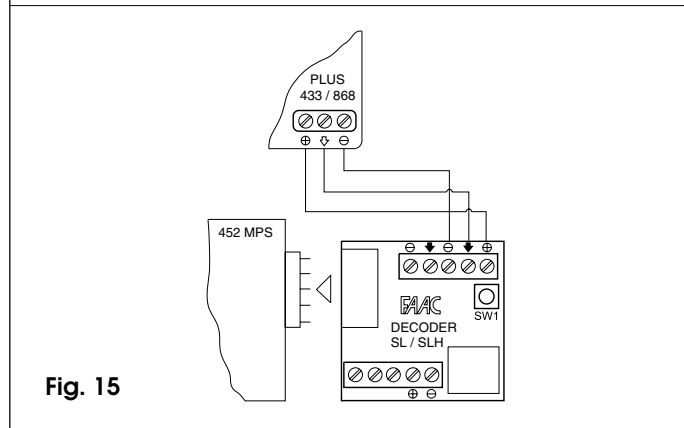 PLUS
433 / 868
⊕ ⇩ ⊖
452 MPS
⊖ ⬇ ⊖ ⬇ ⊕
FAAC
SW1
DECODER
SL / SLH
⊕ ⊖
Fig. 15